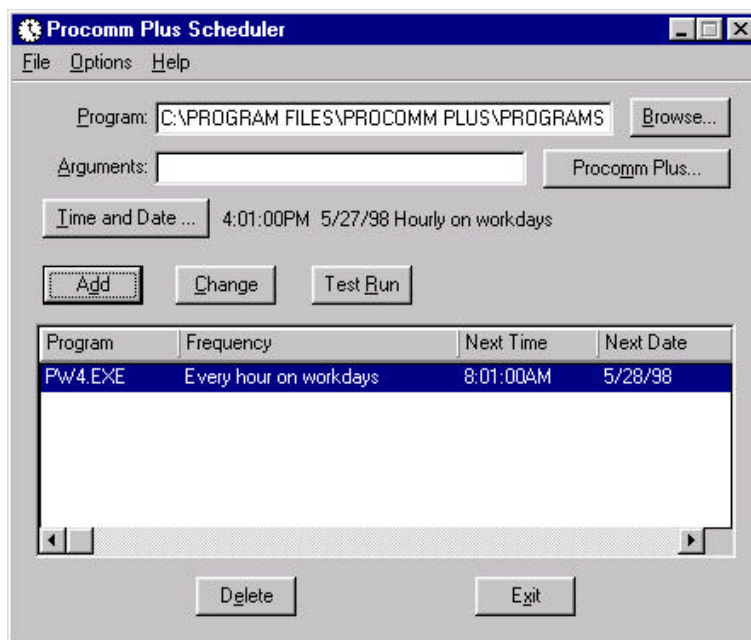 Procomm Plus Scheduler
File Options Help
Program: C:\PROGRAM FILES\PROCOMM PLUS\PROGRAMS Browse...
Arguments: Procomm Plus...
Time and Date ... 4:01:00PM 5/27/98 Hourly on workdays
Add Change Test Run
Program Frequency Next Time Next Date
PW4.EXE Every hour on workdays 8:01:00AM 5/28/98
Delete Exit